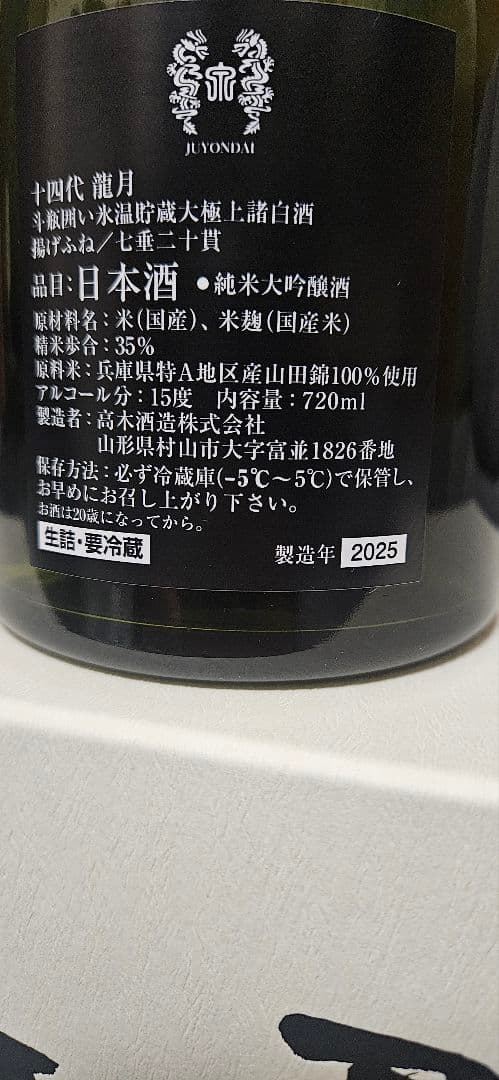 JUYONDAI
十四代 龍月
斗瓶囲い氷温貯蔵大極上諸白酒
揚げふね／七垂二十貫
品目：日本酒 ●純米大吟醸酒
原材料名：米（国産）、米麹（国産米）
精米歩合：35%
原料米：兵庫県特A地区産山田錦100%使用
アルコール分：15度 内容量：720ml
製造者：高木酒造株式会社
山形県村山市大字富並1826番地
保存方法：必ず冷蔵庫（-5℃～5℃）で保管し、
お早めにお召し上がり下さい。
お酒は20歳になってから。
生詰・要冷蔵 製造年 2025